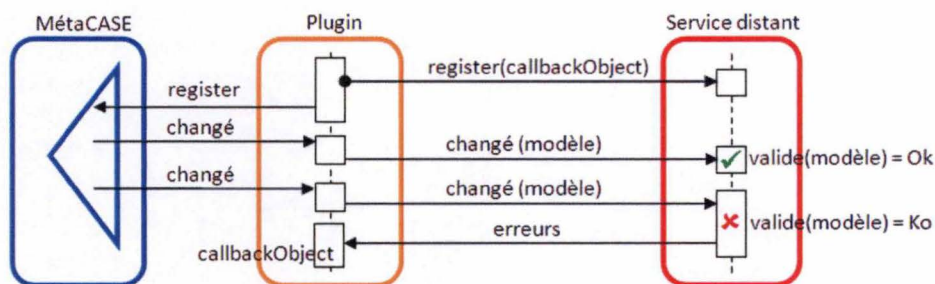 MétaCASE
Plugin
Service distant
register(callbackObject)
register
changé
changé (modèle)
valide(modèle) = Ok
changé
changé (modèle)
valide(modèle) = Ko
erreurs
callbackObject